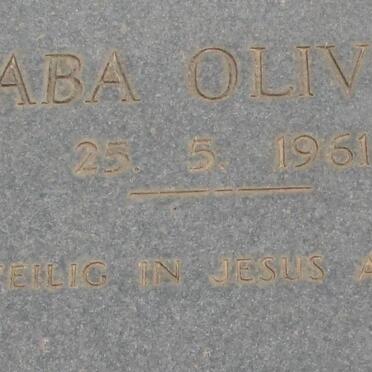 ABA OLIV
25. 5. 1961
EILIG IN JESUS A